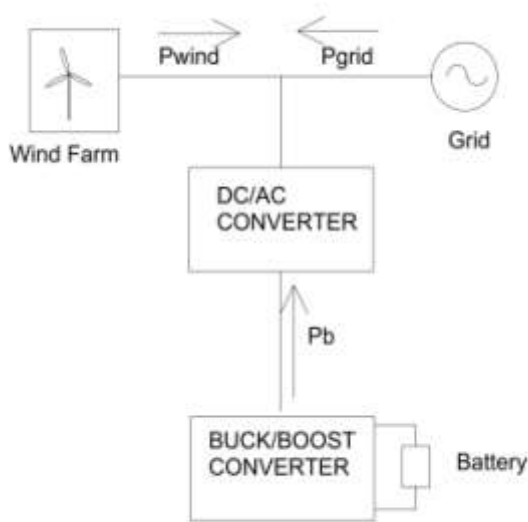 Pwind
Pgrid
Wind Farm
Grid
DC/AC
CONVERTER
Pb
BUCK/BOOST
CONVERTER
Battery